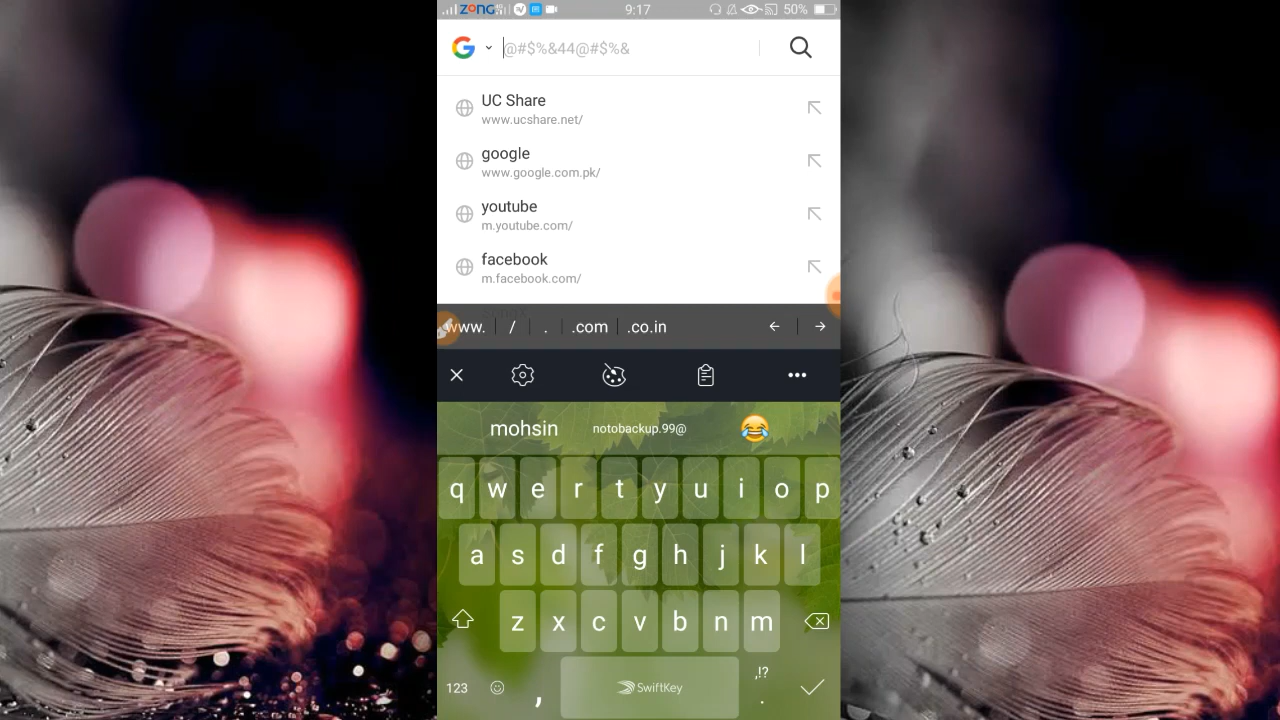 ZONG 9:17 50%
@#$%&44@#$%&
UC Share
www.ucshare.net/
google
www.google.com.pk/
youtube
m.youtube.com/
facebook
m.facebook.com/
www. / . .com .co.in
mohsin notobackup.99@
q w e r t y u i o p
a s d f g h j k l
z x c v b n m
,!?
123 , SwiftKey .